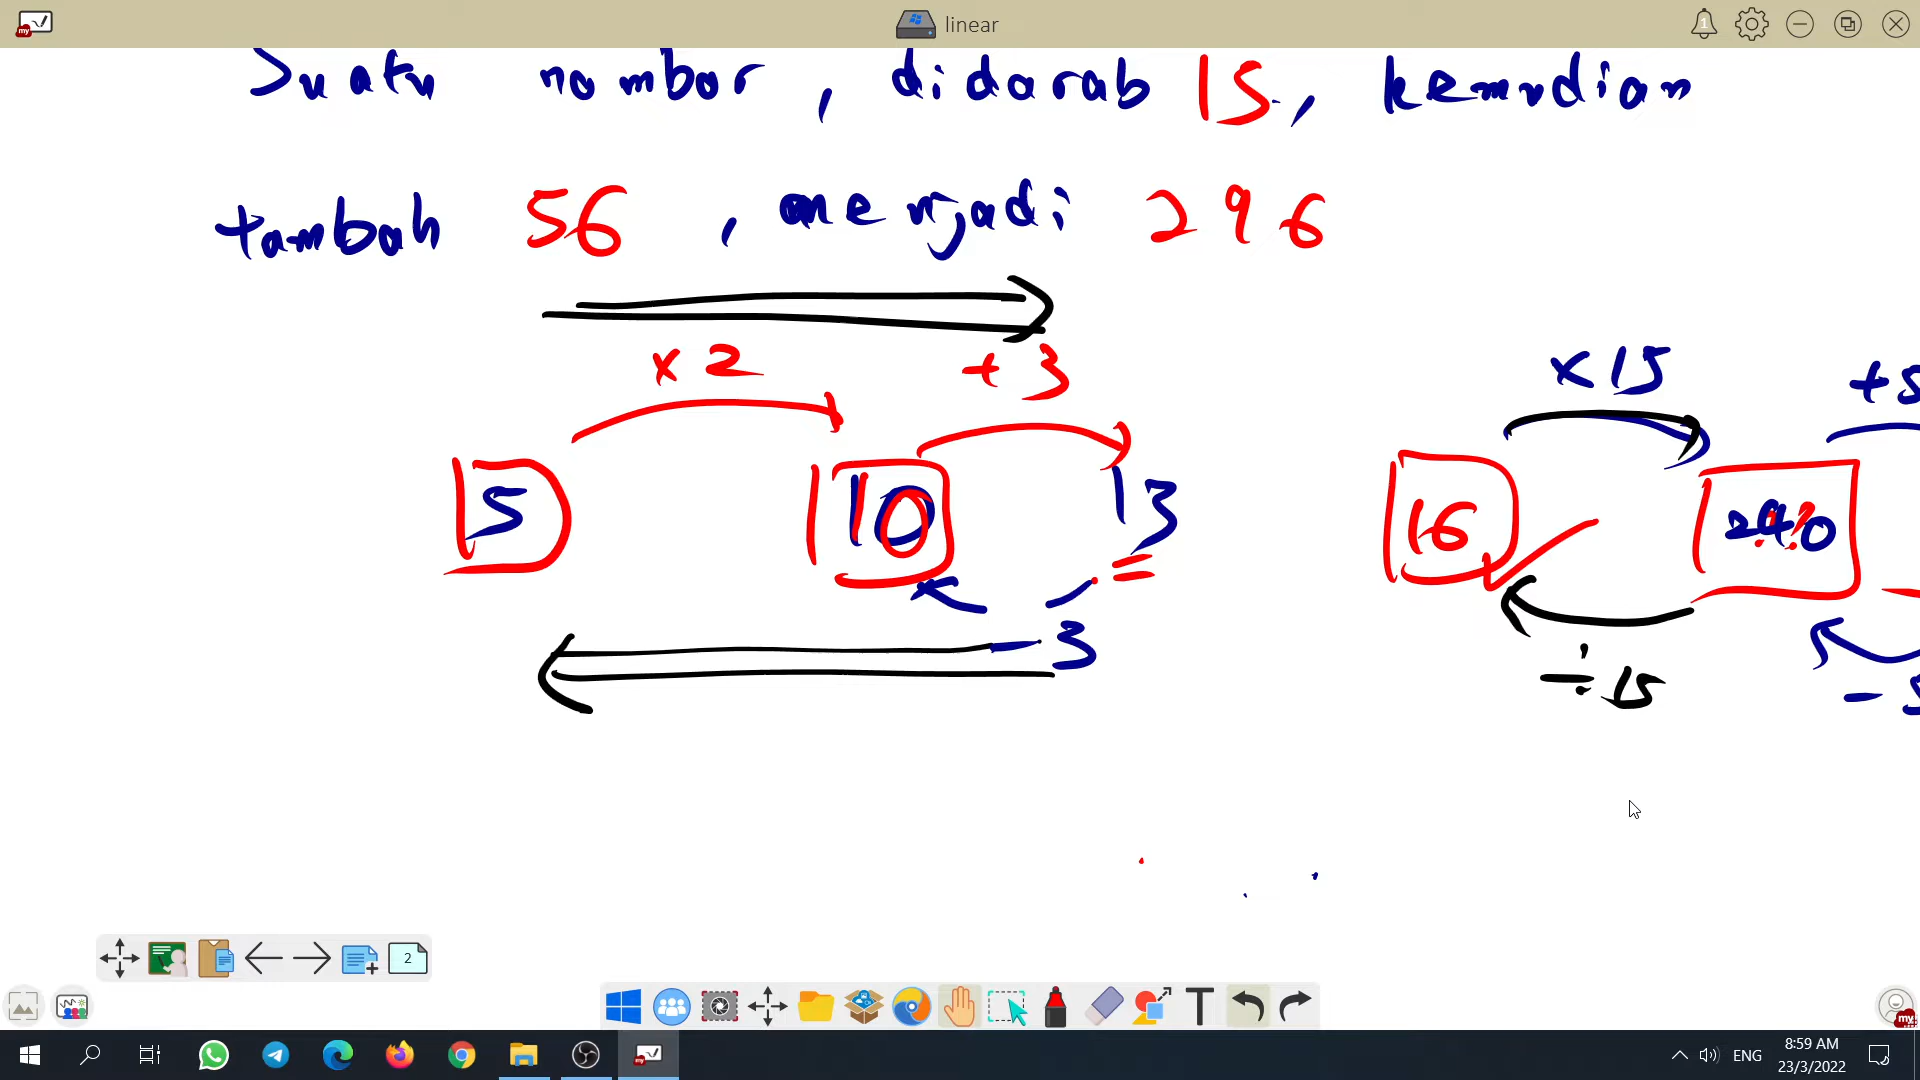 linear
Suatu nombor, didarab 15, kemudian
tambah 56, menjadi 296
x 2 + 3
x 15
5 10 13
16 240
- 3
÷ 15
2
T
ENG
8:59 AM
23/3/2022